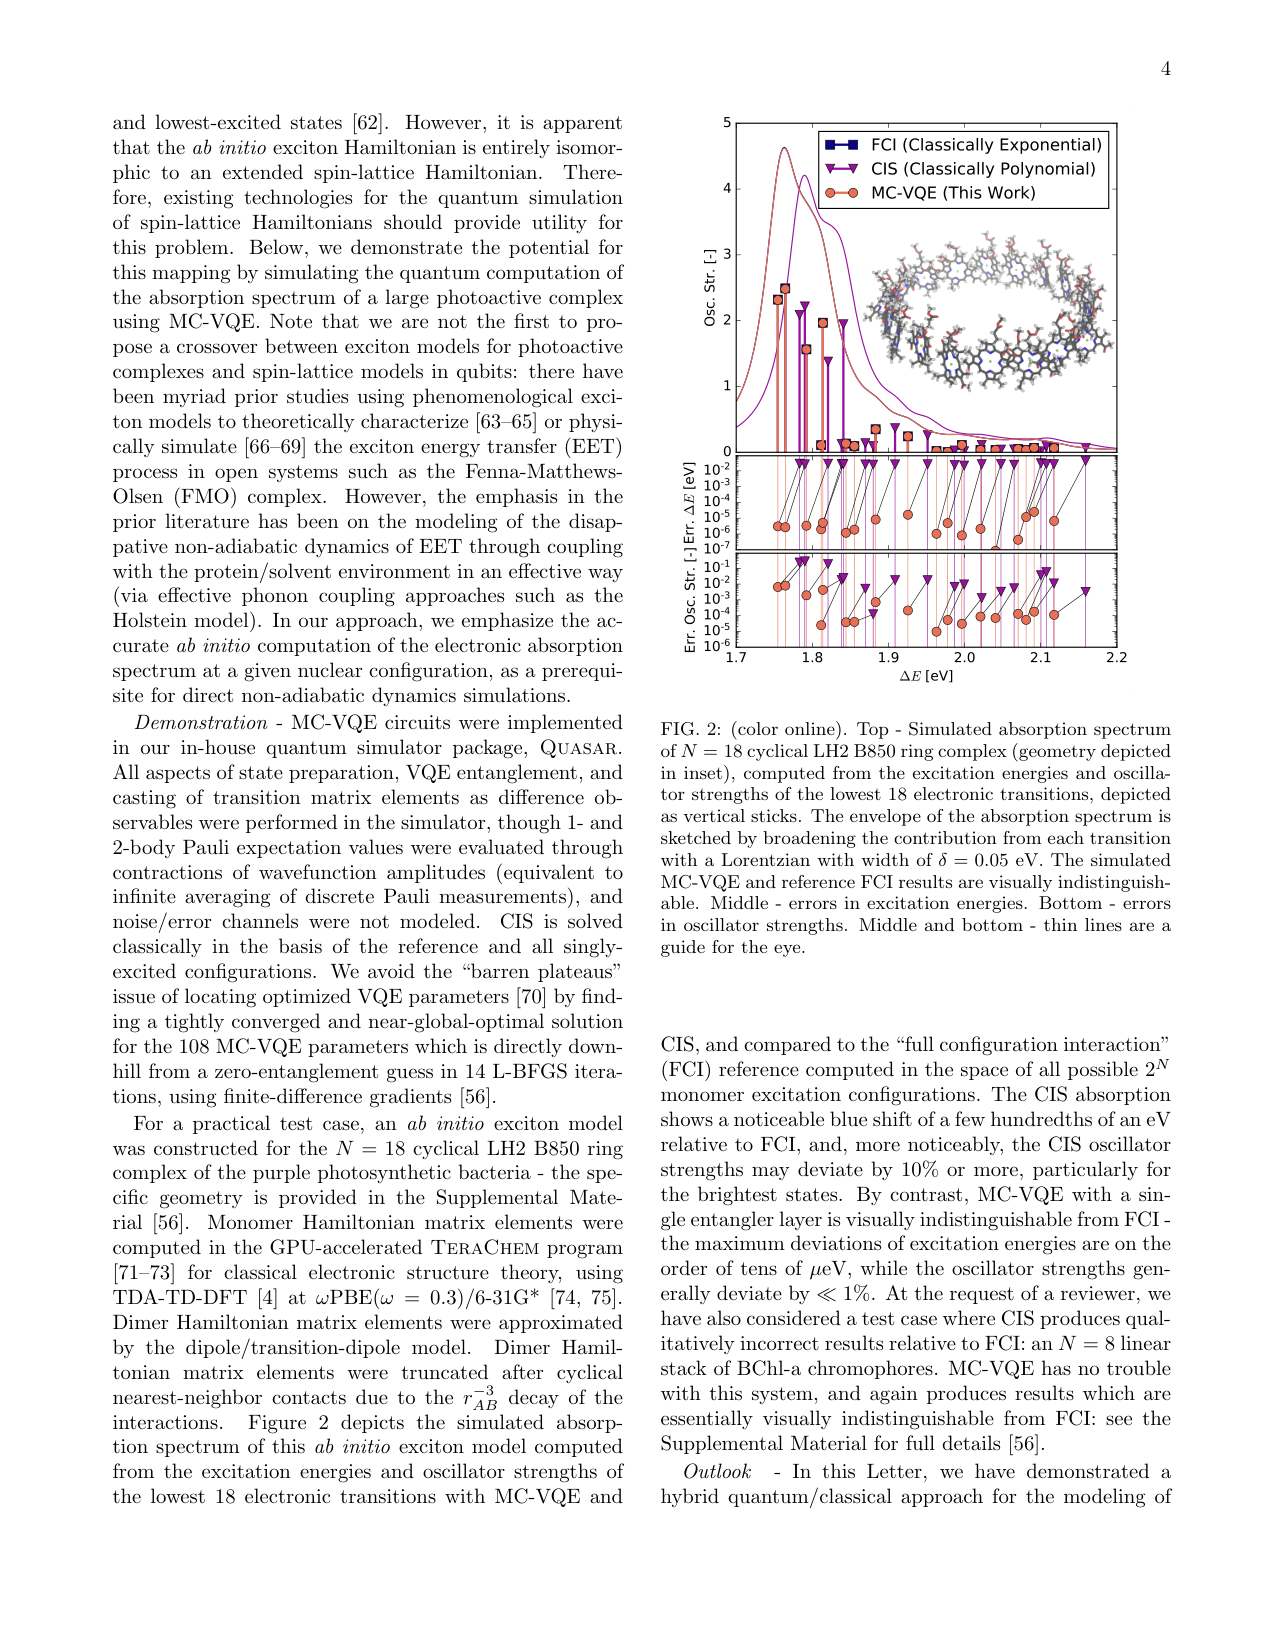 4
and lowest-excited states [62]. However, it is apparent
that the ab initio exciton Hamiltonian is entirely isomor-
phic to an extended spin-lattice Hamiltonian. There-
fore, existing technologies for the quantum simulation
of spin-lattice Hamiltonians should provide utility for
this problem. Below, we demonstrate the potential for
this mapping by simulating the quantum computation of
the absorption spectrum of a large photoactive complex
using MC-VQE. Note that we are not the first to pro-
pose a crossover between exciton models for photoactive
complexes and spin-lattice models in qubits: there have
been myriad prior studies using phenomenological exci-
ton models to theoretically characterize [63–65] or physi-
cally simulate [66–69] the exciton energy transfer (EET)
process in open systems such as the Fenna-Matthews-
Olsen (FMO) complex. However, the emphasis in the
prior literature has been on the modeling of the disap-
pative non-adiabatic dynamics of EET through coupling
with the protein/solvent environment in an effective way
(via effective phonon coupling approaches such as the
Holstein model). In our approach, we emphasize the ac-
curate ab initio computation of the electronic absorption
spectrum at a given nuclear configuration, as a prerequi-
site for direct non-adiabatic dynamics simulations.
Demonstration - MC-VQE circuits were implemented
in our in-house quantum simulator package, QUASAR.
All aspects of state preparation, VQE entanglement, and
casting of transition matrix elements as difference ob-
servables were performed in the simulator, though 1- and
2-body Pauli expectation values were evaluated through
contractions of wavefunction amplitudes (equivalent to
infinite averaging of discrete Pauli measurements), and
noise/error channels were not modeled. CIS is solved
classically in the basis of the reference and all singly-
excited configurations. We avoid the “barren plateaus”
issue of locating optimized VQE parameters [70] by find-
ing a tightly converged and near-global-optimal solution
for the 108 MC-VQE parameters which is directly down-
hill from a zero-entanglement guess in 14 L-BFGS itera-
tions, using finite-difference gradients [56].
For a practical test case, an ab initio exciton model
was constructed for the N = 18 cyclical LH2 B850 ring
complex of the purple photosynthetic bacteria - the spe-
cific geometry is provided in the Supplemental Mate-
rial [56]. Monomer Hamiltonian matrix elements were
computed in the GPU-accelerated TERACHEM program
[71–73] for classical electronic structure theory, using
TDA-TD-DFT [4] at ωPBE(ω = 0.3)/6-31G* [74, 75].
Dimer Hamiltonian matrix elements were approximated
by the dipole/transition-dipole model. Dimer Hamil-
tonian matrix elements were truncated after cyclical
nearest-neighbor contacts due to the r_{AB}^{−3} decay of the
interactions. Figure 2 depicts the simulated absorp-
tion spectrum of this ab initio exciton model computed
from the excitation energies and oscillator strengths of
the lowest 18 electronic transitions with MC-VQE and
5
4
3
2
1
0
Osc. Str. [-]
FCI (Classically Exponential)
CIS (Classically Polynomial)
MC-VQE (This Work)
10^{-2}
10^{-3}
10^{-4}
10^{-5}
10^{-6}
10^{-7}
Err. ΔE [eV]
10^{-1}
10^{-2}
10^{-3}
10^{-4}
10^{-5}
10^{-6}
Err. Osc. Str. [-]
1.7 1.8 1.9 2.0 2.1 2.2
ΔE [eV]
FIG. 2: (color online). Top - Simulated absorption spectrum
of N = 18 cyclical LH2 B850 ring complex (geometry depicted
in inset), computed from the excitation energies and oscilla-
tor strengths of the lowest 18 electronic transitions, depicted
as vertical sticks. The envelope of the absorption spectrum is
sketched by broadening the contribution from each transition
with a Lorentzian with width of δ = 0.05 eV. The simulated
MC-VQE and reference FCI results are visually indistinguish-
able. Middle - errors in excitation energies. Bottom - errors
in oscillator strengths. Middle and bottom - thin lines are a
guide for the eye.
CIS, and compared to the “full configuration interaction”
(FCI) reference computed in the space of all possible 2^N
monomer excitation configurations. The CIS absorption
shows a noticeable blue shift of a few hundredths of an eV
relative to FCI, and, more noticeably, the CIS oscillator
strengths may deviate by 10% or more, particularly for
the brightest states. By contrast, MC-VQE with a sin-
gle entangler layer is visually indistinguishable from FCI -
the maximum deviations of excitation energies are on the
order of tens of μeV, while the oscillator strengths gen-
erally deviate by ≪ 1%. At the request of a reviewer, we
have also considered a test case where CIS produces qual-
itatively incorrect results relative to FCI: an N = 8 linear
stack of BChl-a chromophores. MC-VQE has no trouble
with this system, and again produces results which are
essentially visually indistinguishable from FCI: see the
Supplemental Material for full details [56].
Outlook - In this Letter, we have demonstrated a
hybrid quantum/classical approach for the modeling of